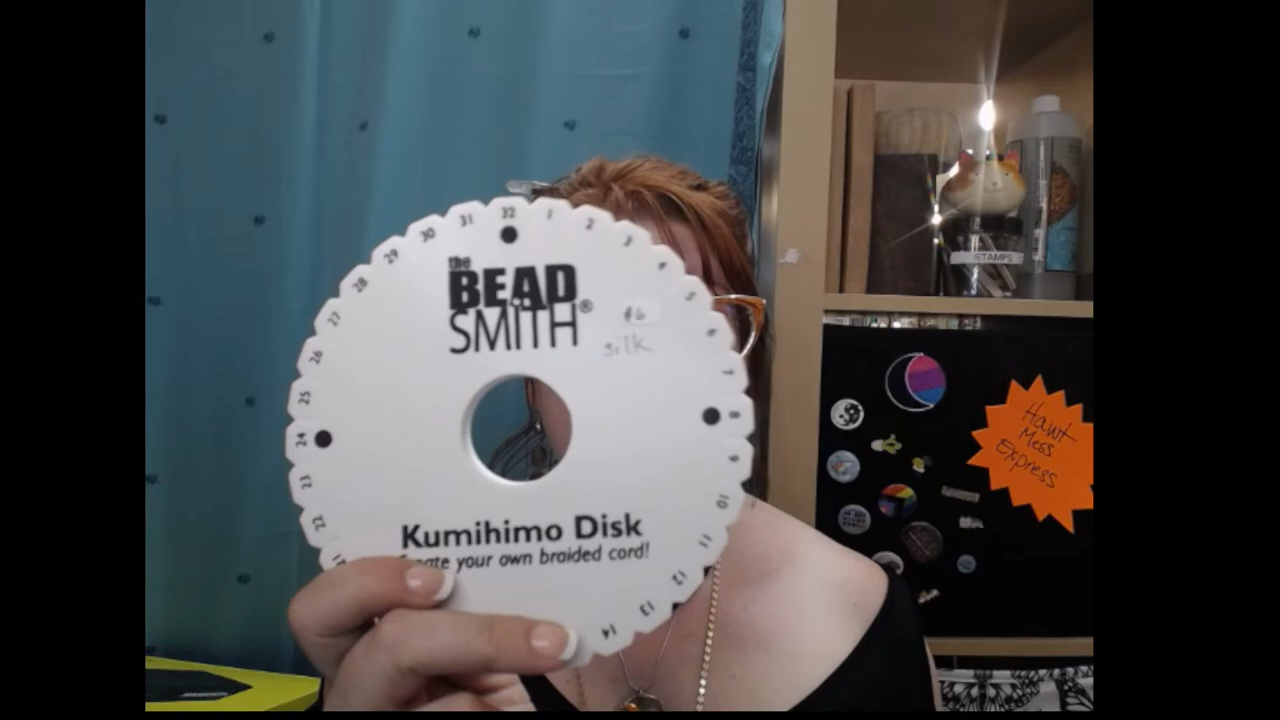 32
1
2
3
4
5
6
7
8
9
10
11
12
13
14
22
23
24
25
26
27
28
29
30
31
the
BEAD
SMITH®
#6
silk
Kumihimo Disk
your own braided cord!
STAMPS
Hawt
Mess
Express